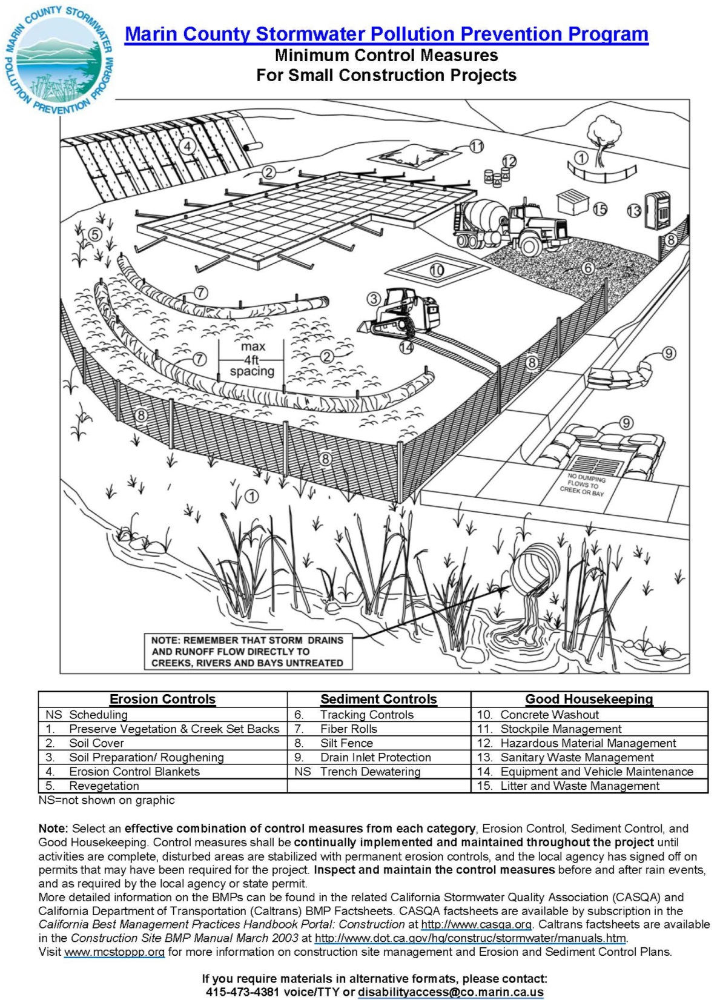 MARIN COUNTY STORMWATER
POLLUTION PREVENTION PROGRAM
Marin County Stormwater Pollution Prevention Program
Minimum Control Measures
For Small Construction Projects
4
11
2
12
1
15
13
8
5
10
6
7
3
14
max
4ft
spacing
7
2
8
9
8
9
8
NO DUMPING
FLOWS TO
CREEK OR BAY
1
NOTE: REMEMBER THAT STORM DRAINS
AND RUNOFF FLOW DIRECTLY TO
CREEKS, RIVERS AND BAYS UNTREATED
Erosion Controls Sediment Controls Good Housekeeping
NS Scheduling 6. Tracking Controls 10. Concrete Washout
1. Preserve Vegetation & Creek Set Backs 7. Fiber Rolls 11. Stockpile Management
2. Soil Cover 8. Silt Fence 12. Hazardous Material Management
3. Soil Preparation/ Roughening 9. Drain Inlet Protection 13. Sanitary Waste Management
4. Erosion Control Blankets NS Trench Dewatering 14. Equipment and Vehicle Maintenance
5. Revegetation 15. Litter and Waste Management
NS=not shown on graphic
Note: Select an effective combination of control measures from each category, Erosion Control, Sediment Control, and
Good Housekeeping. Control measures shall be continually implemented and maintained throughout the project until
activities are complete, disturbed areas are stabilized with permanent erosion controls, and the local agency has signed off on
permits that may have been required for the project. Inspect and maintain the control measures before and after rain events,
and as required by the local agency or state permit.
More detailed information on the BMPs can be found in the related California Stormwater Quality Association (CASQA) and
California Department of Transportation (Caltrans) BMP Factsheets. CASQA factsheets are available by subscription in the
California Best Management Practices Handbook Portal: Construction at http://www.casqa.org. Caltrans factsheets are available
in the Construction Site BMP Manual March 2003 at http://www.dot.ca.gov/hq/construc/stormwater/manuals.htm.
Visit www.mcstoppp.org for more information on construction site management and Erosion and Sediment Control Plans.
If you require materials in alternative formats, please contact:
415-473-4381 voice/TTY or disabilityaccess@co.marin.ca.us